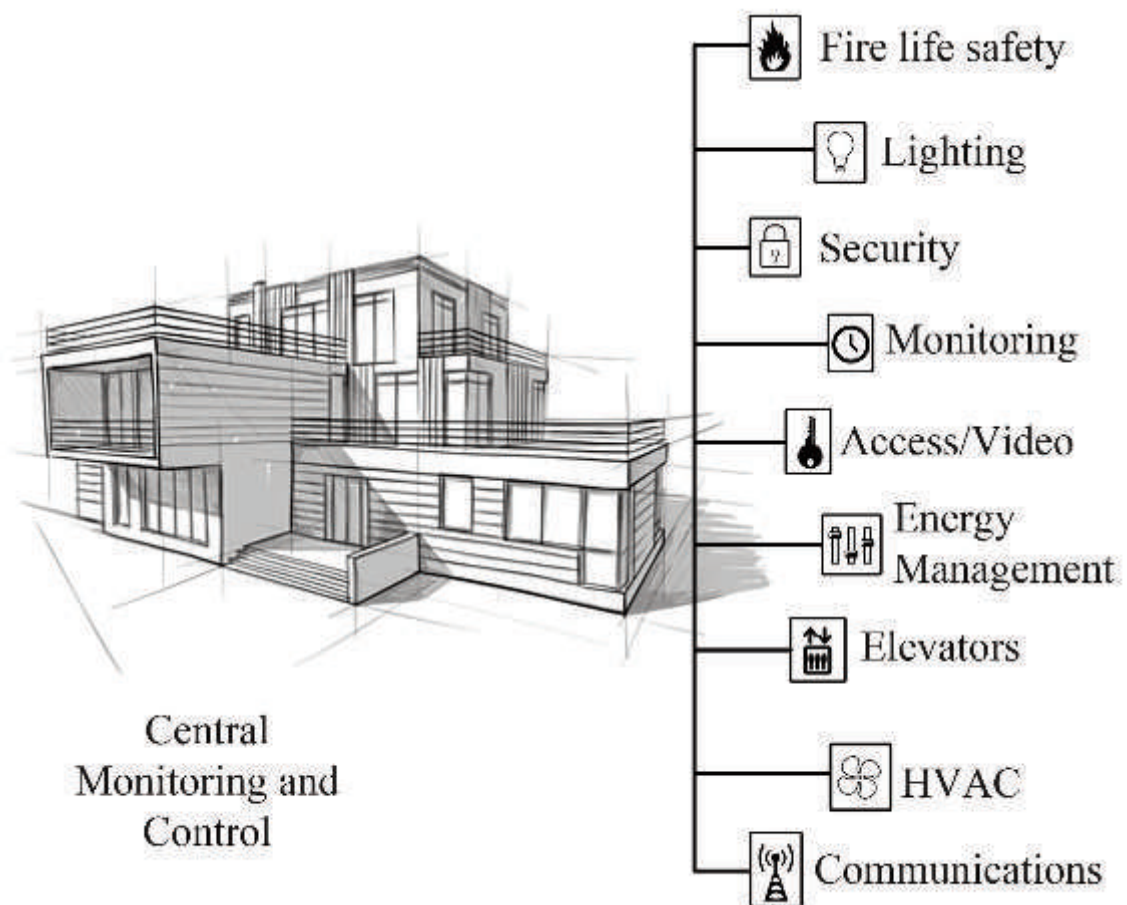 Fire life safety
Lighting
Security
Monitoring
Access/Video
Energy
Management
Elevators
HVAC
Communications
Central
Monitoring and
Control